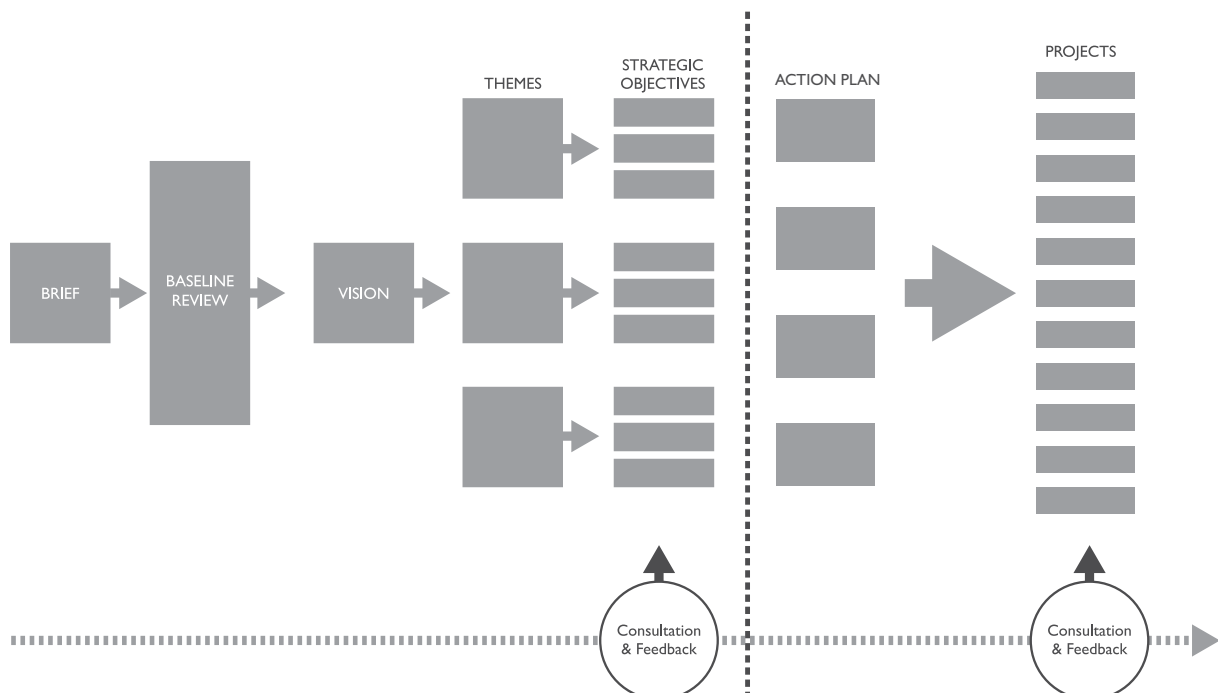 PROJECTS
STRATEGIC
OBJECTIVES
THEMES
ACTION PLAN
BRIEF
BASELINE
REVIEW
VISION
Consultation
& Feedback
Consultation
& Feedback